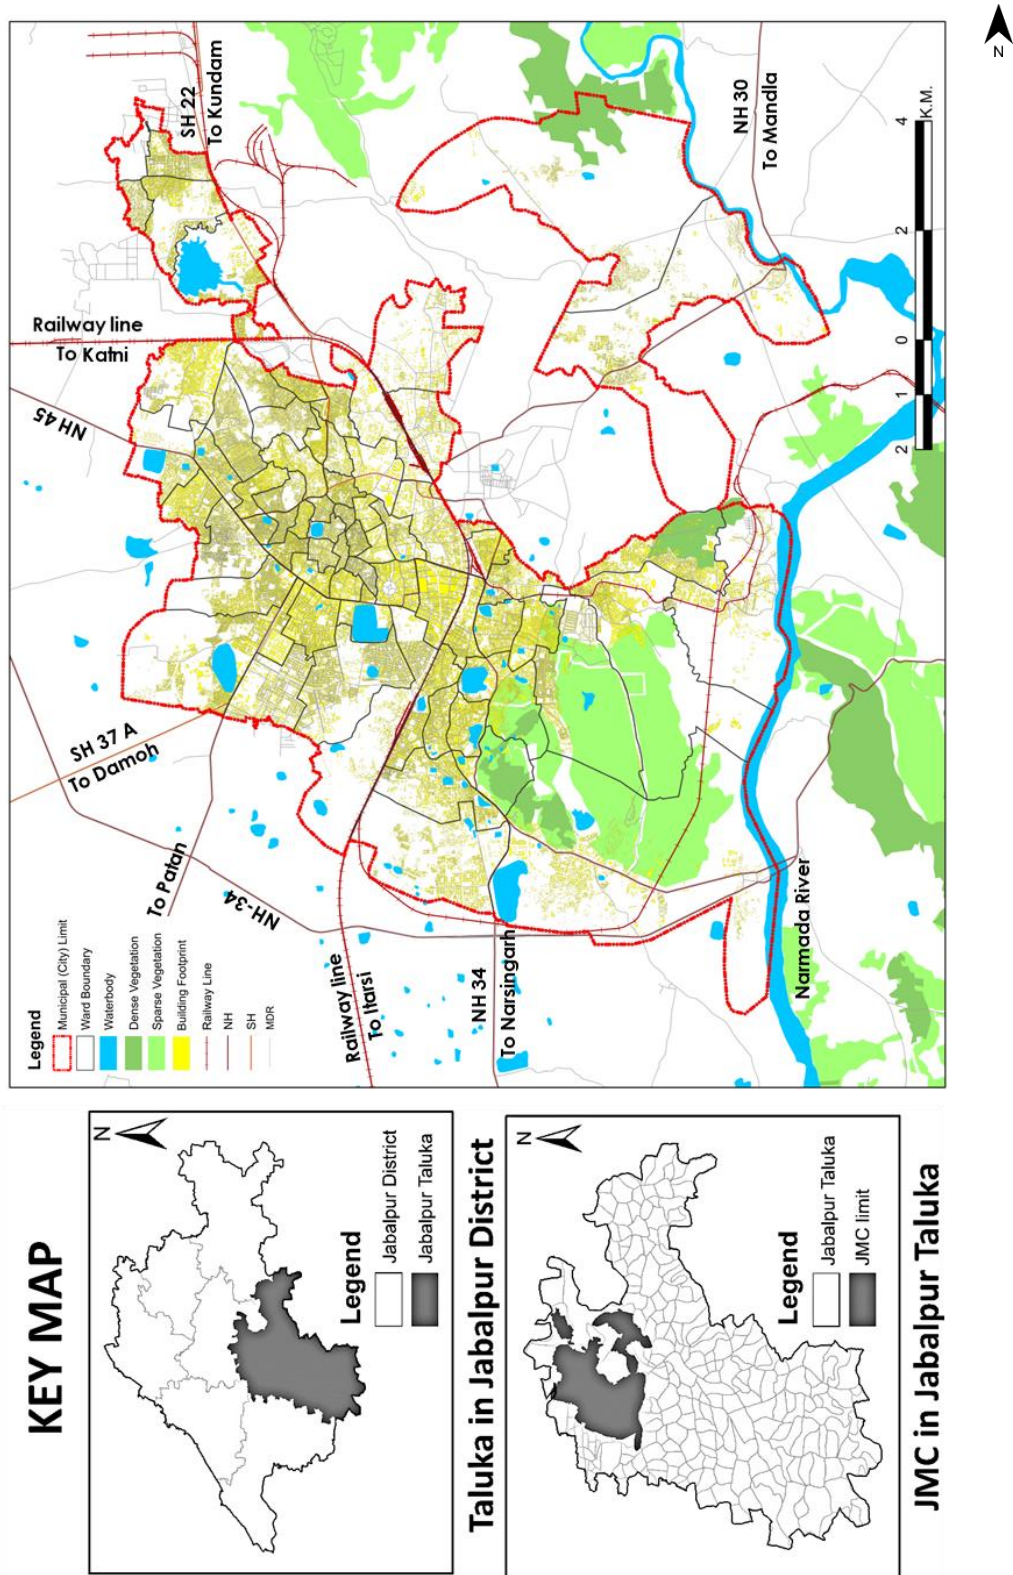 N
SH 22
To Kundam
NH 30
To Mandla
Railway line
To Katni
NH 45
SH 37 A
To Damoh
To Patan
NH-34
Railway line
To Itarsi
NH 34
To Narsingarh
Narmada River
2
1
0
2
4
K.M.
Legend
Municipal (City) Limit
Ward Boundary
Waterbody
Dense Vegetation
Sparse Vegetation
Building Footprint
Railway Line
NH
SH
MDR
KEY MAP
N
Legend
Jabalpur District
Jabalpur Taluka
Taluka in Jabalpur District
N
Legend
Jabalpur Taluka
JMC limit
JMC in Jabalpur Taluka